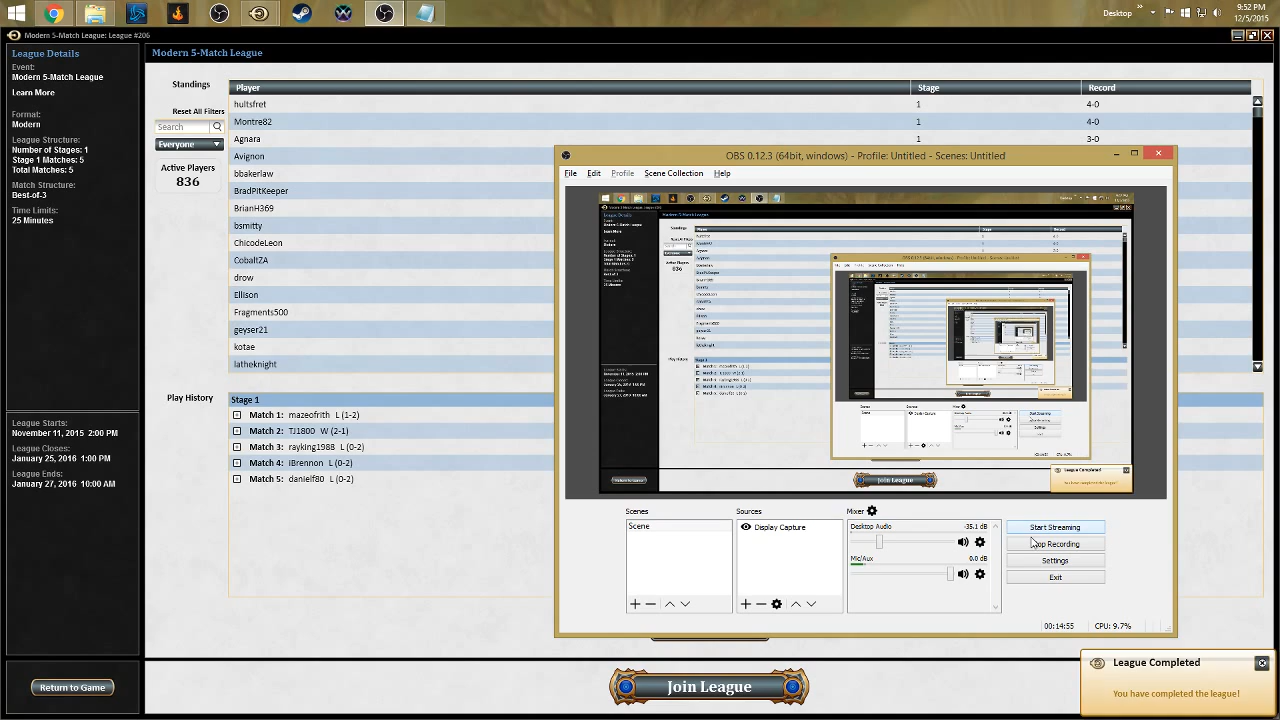 Desktop
9:52 PM
12/5/2015
Modern 5-Match League: League #206
League Details
Event:
Modern 5-Match League
Learn More
Format:
Modern
League Structure:
Number of Stages: 1
Stage 1 Matches: 5
Total Matches: 5
Match Structure:
Best-of-3
Time Limits:
25 Minutes
League Starts:
November 11, 2015 2:00 PM
League Closes:
January 25, 2016 1:00 PM
League Ends:
January 27, 2016 10:00 AM
Return to Game
Modern 5-Match League
Standings
Reset All Filters
Search
Everyone
Active Players
836
Player Stage Record
hultsfret 1 4-0
Montre82 1 4-0
Agnara 1 3-0
Avignon
bbakerlaw
BradPitKeeper
BrianH369
bsmitty
ChicodeLeon
CobaltZA
drow
Ellison
Fragments500
geyser21
kotae
latheknight
Play History
Stage 1
Match 1: mazeofrith L (1-2)
Match 2: TJ1100 W (2-1)
Match 3: rayking1988 L (0-2)
Match 4: iBrennon L (0-2)
Match 5: danielf80 L (0-2)
Join League
OBS 0.12.3 (64bit, windows) - Profile: Untitled - Scenes: Untitled
File Edit Profile Scene Collection Help
Scenes
Scene
Sources
Display Capture
Mixer
Desktop Audio -35.1 dB
Mic/Aux 0.0 dB
Start Streaming
Stop Recording
Settings
Exit
00:14:55 CPU: 9.7%
League Completed
You have completed the league!